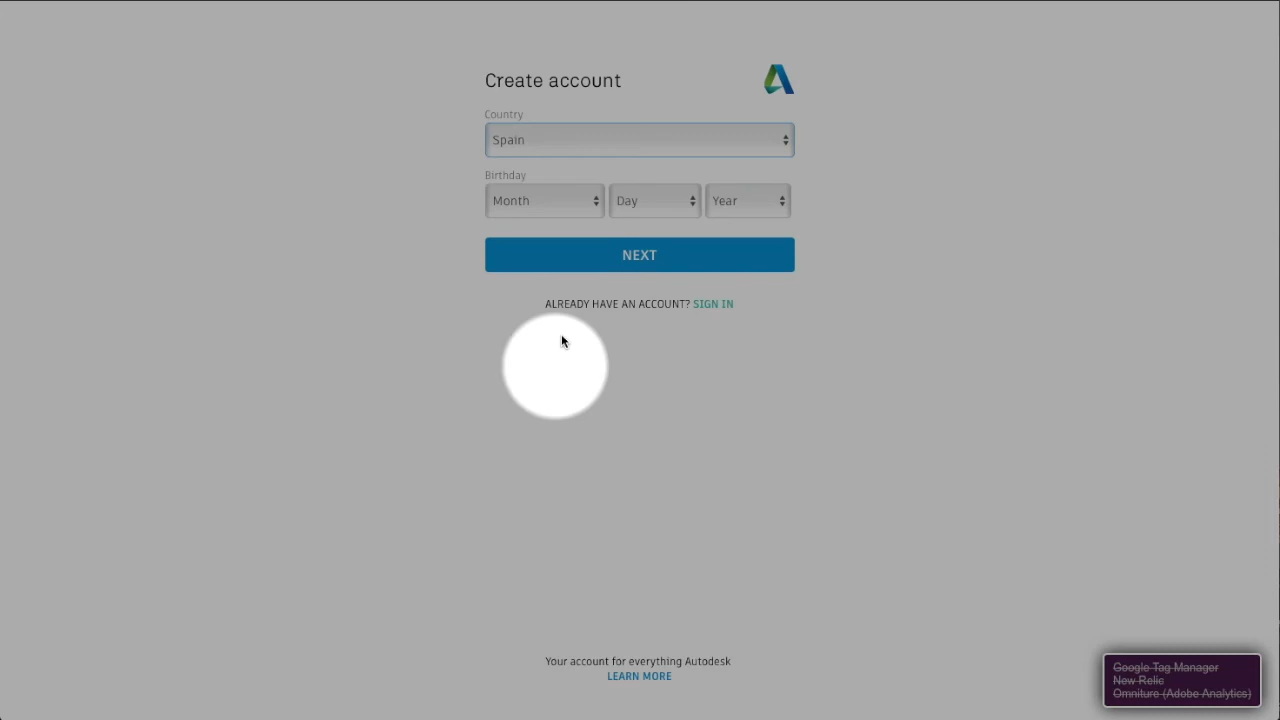 Create account
Country
Spain
Birthday
Month Day Year
NEXT
ALREADY HAVE AN ACCOUNT? SIGN IN
Your account for everything Autodesk
LEARN MORE
Google Tag Manager
New Relic
Omniture (Adobe Analytics)